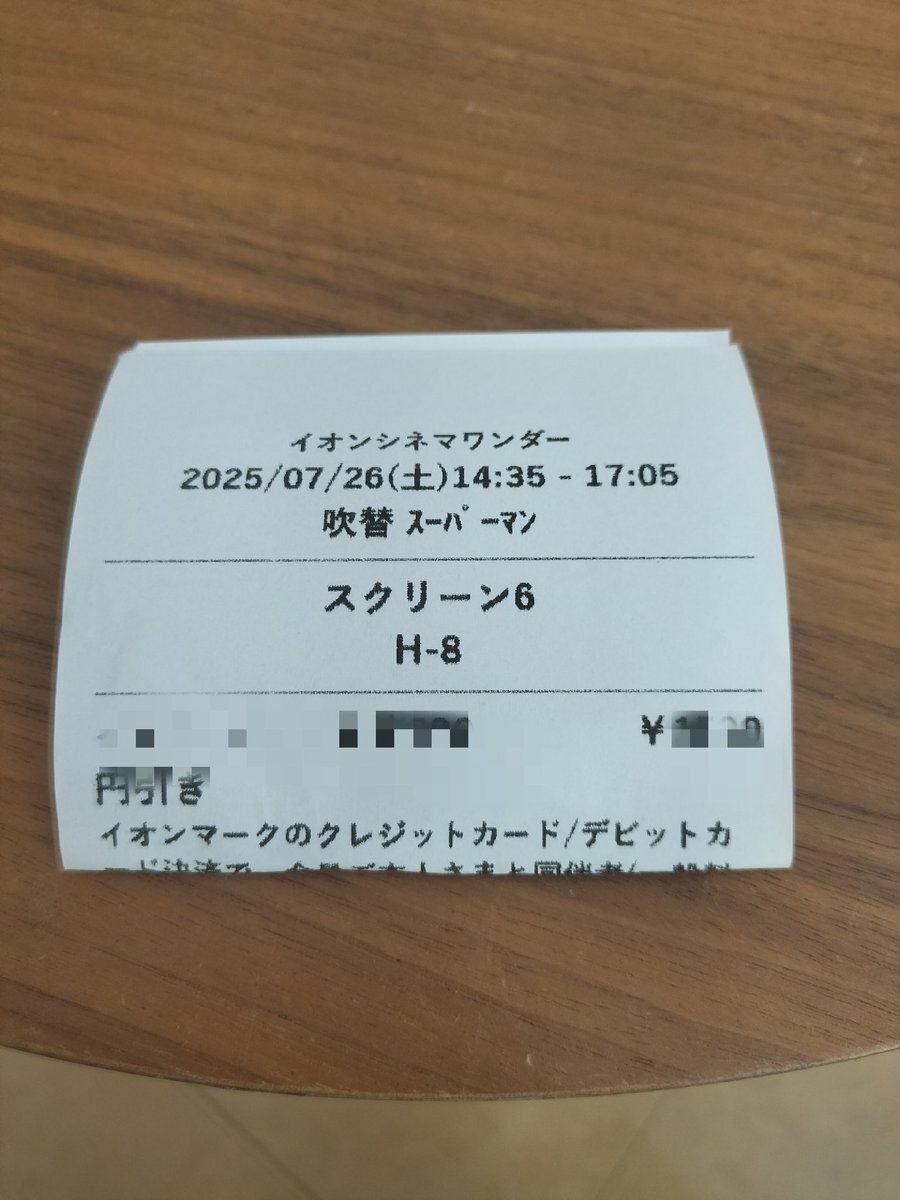 イオンシネマワンダー
2025/07/26(土)14:35 - 17:05
吹替 ｽｰﾊﾟｰﾏﾝ
スクリーン6
H-8
¥
円引き
イオンマークのクレジットカード/デビットカ